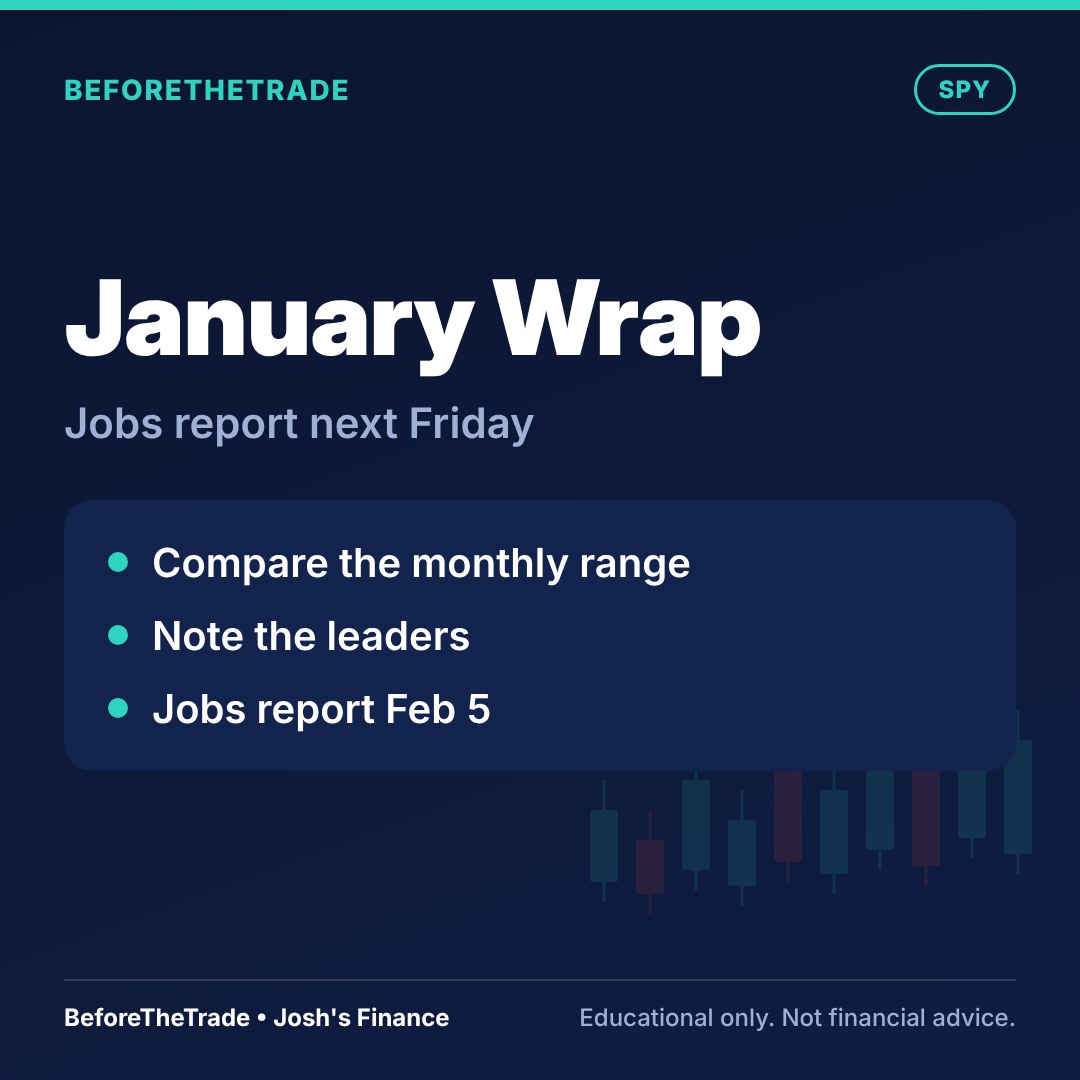 BEFORETHETRADE
SPY
January Wrap
Jobs report next Friday
Compare the monthly range
Note the leaders
Jobs report Feb 5
BeforeTheTrade • Josh's Finance
Educational only. Not financial advice.